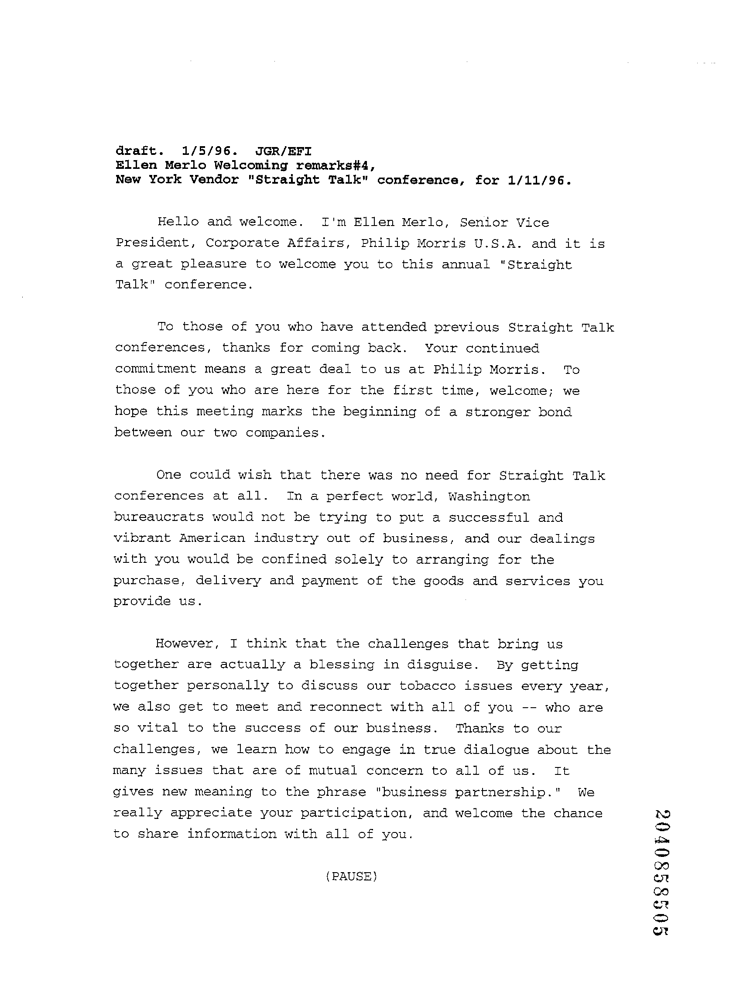 draft.  1/5/96.  JGR/EFI
Ellen Merlo Welcoming remarks#4,
New York Vendor "Straight Talk" conference, for 1/11/96.
Hello and welcome.  I'm Ellen Merlo, Senior Vice
President, Corporate Affairs, Philip Morris U.S.A. and it is
a great pleasure to welcome you to this annual "Straight
Talk" conference.
To those of you who have attended previous Straight Talk
conferences, thanks for coming back.  Your continued
commitment means a great deal to us at Philip Morris.  To
those of you who are here for the first time, welcome; we
hope this meeting marks the beginning of a stronger bond
between our two companies.
One could wish that there was no need for Straight Talk
conferences at all.  In a perfect world, Washington
bureaucrats would not be trying to put a successful and
vibrant American industry out of business, and our dealings
with you would be confined solely to arranging for the
purchase, delivery and payment of the goods and services you
provide us.
However, I think that the challenges that bring us
together are actually a blessing in disguise.  By getting
together personally to discuss our tobacco issues every year,
we also get to meet and reconnect with all of you -- who are
so vital to the success of our business.  Thanks to our
challenges, we learn how to engage in true dialogue about the
many issues that are of mutual concern to all of us.  It
gives new meaning to the phrase "business partnership."  We
really appreciate your participation, and welcome the chance
to share information with all of you.
(PAUSE)
2040858505